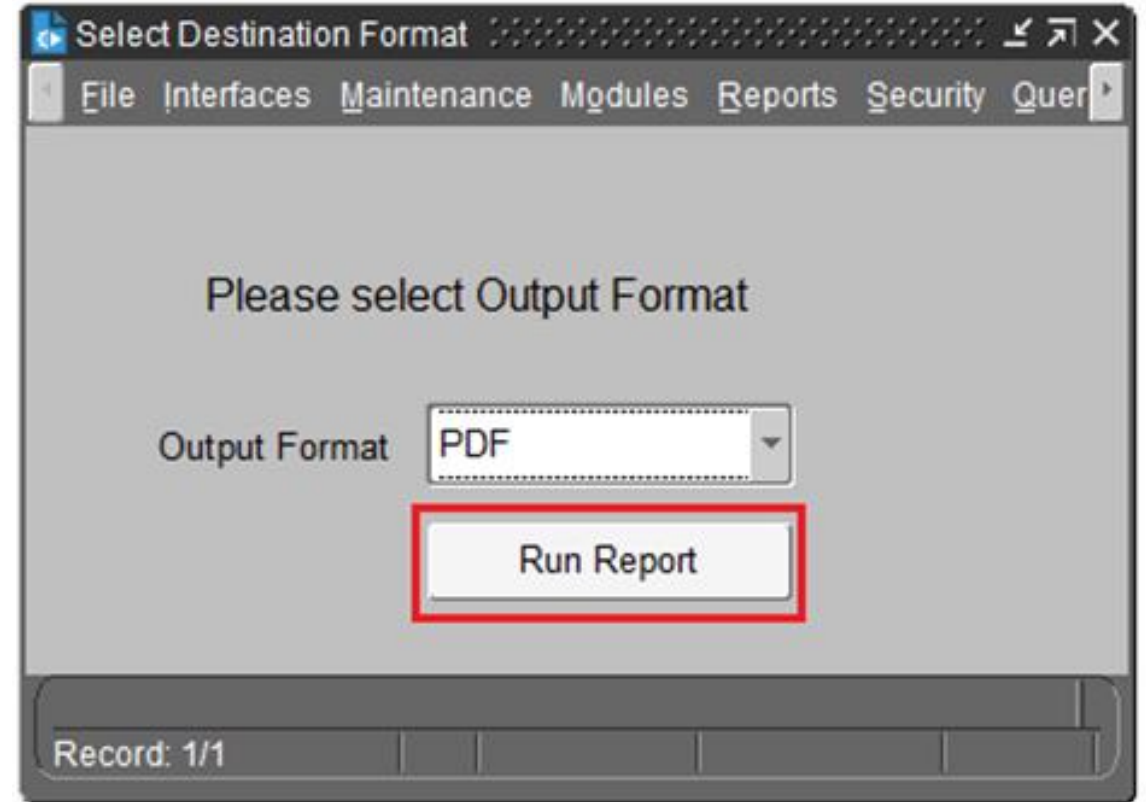 Select Destination Format
File Interfaces Maintenance Modules Reports Security Quer
Please select Output Format
Output Format PDF
Run Report
Record: 1/1